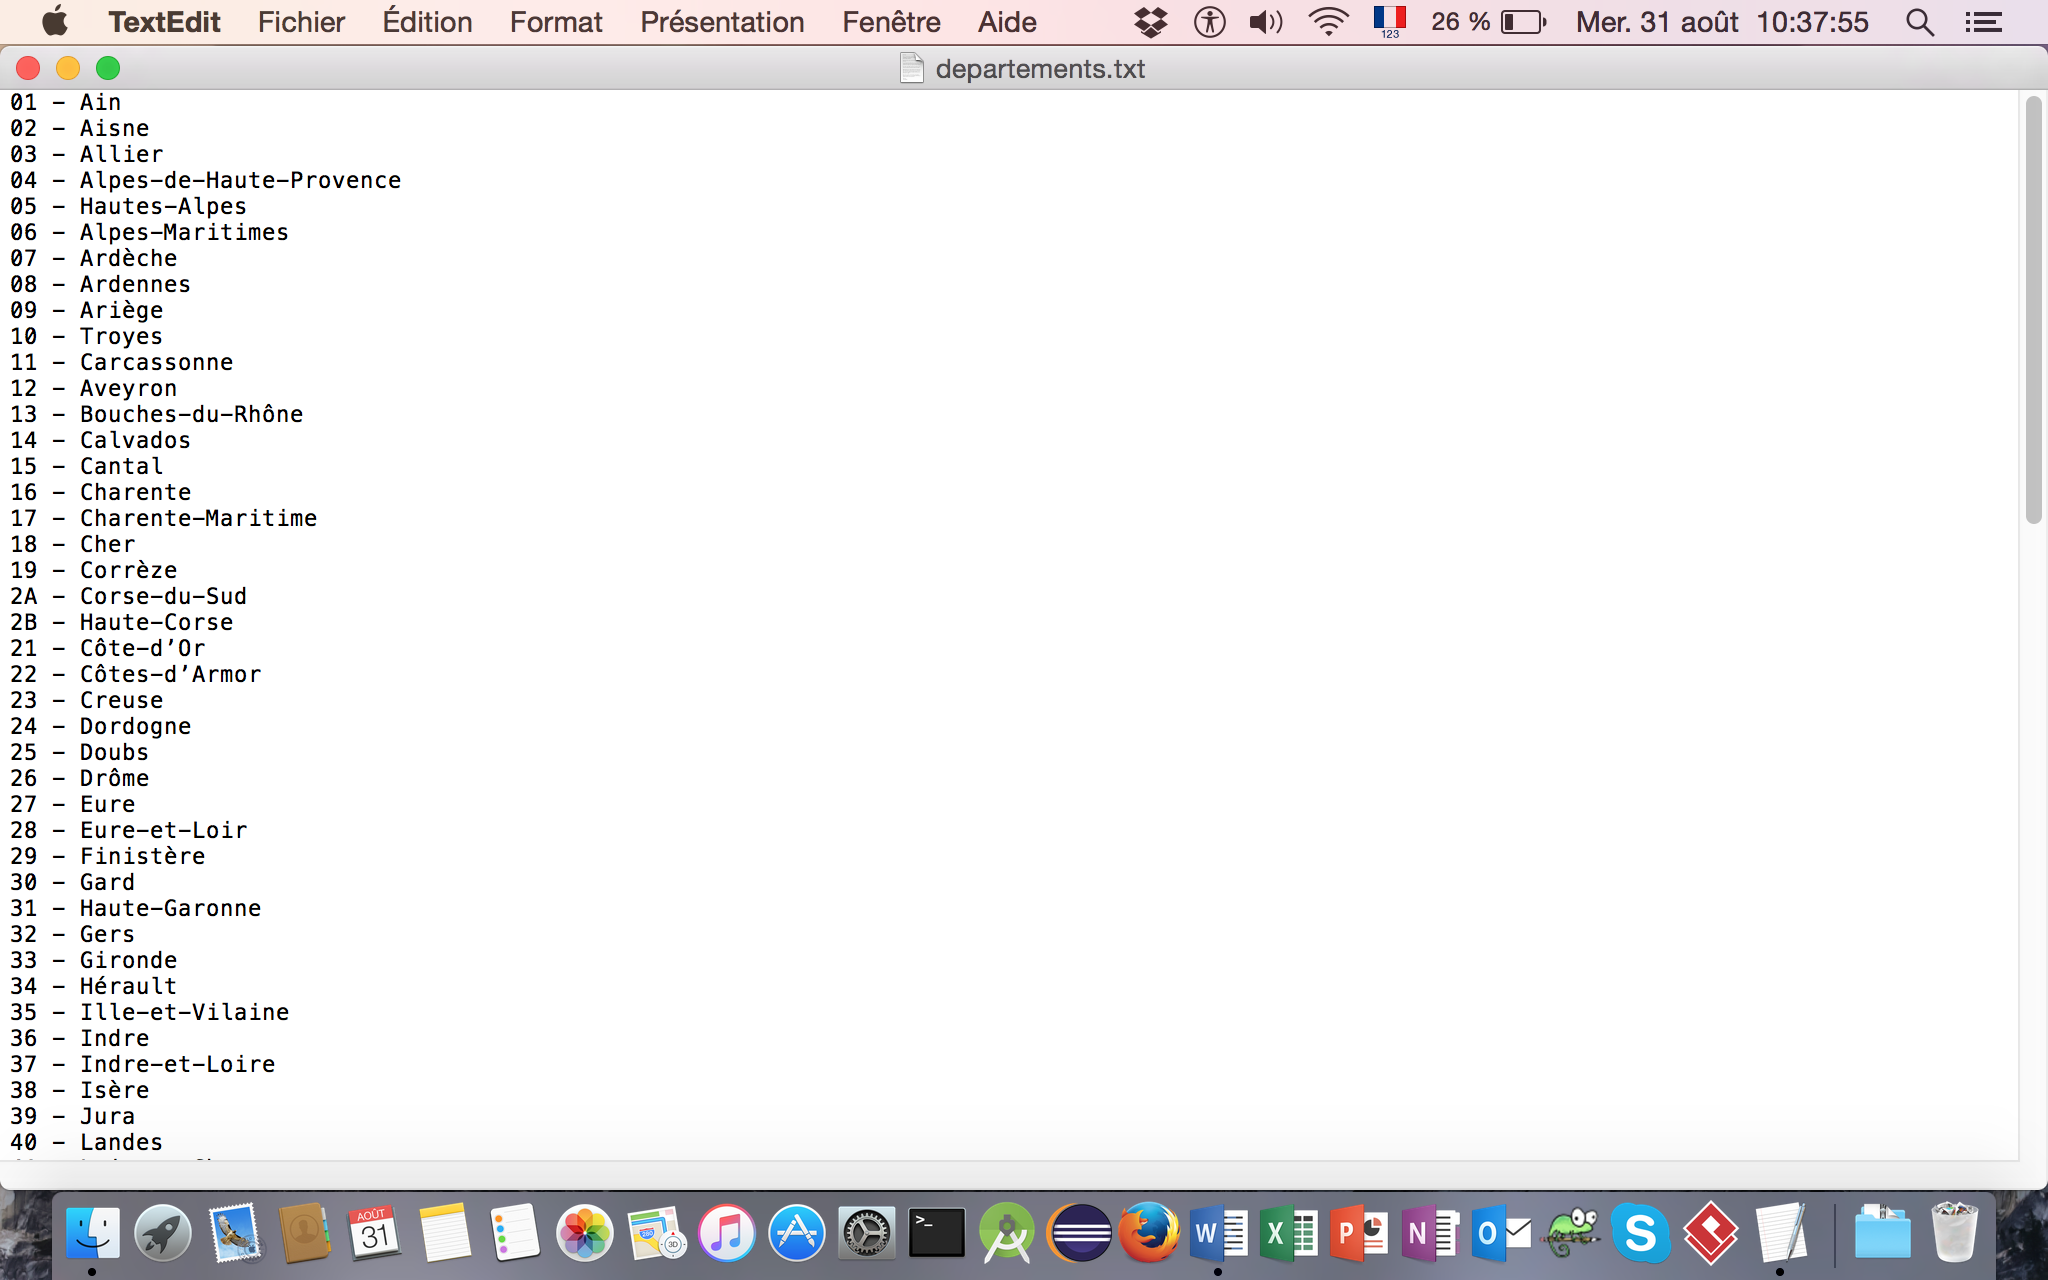 TextEdit Fichier Édition Format Présentation Fenêtre Aide 123 26 % Mer. 31 août 10:37:55
departements.txt
01 - Ain
02 - Aisne
03 - Allier
04 - Alpes-de-Haute-Provence
05 - Hautes-Alpes
06 - Alpes-Maritimes
07 - Ardèche
08 - Ardennes
09 - Ariège
10 - Troyes
11 - Carcassonne
12 - Aveyron
13 - Bouches-du-Rhône
14 - Calvados
15 - Cantal
16 - Charente
17 - Charente-Maritime
18 - Cher
19 - Corrèze
2A - Corse-du-Sud
2B - Haute-Corse
21 - Côte-d’Or
22 - Côtes-d’Armor
23 - Creuse
24 - Dordogne
25 - Doubs
26 - Drôme
27 - Eure
28 - Eure-et-Loir
29 - Finistère
30 - Gard
31 - Haute-Garonne
32 - Gers
33 - Gironde
34 - Hérault
35 - Ille-et-Vilaine
36 - Indre
37 - Indre-et-Loire
38 - Isère
39 - Jura
40 - Landes
AOÛT
31
280
3D
>_
W X P N O S